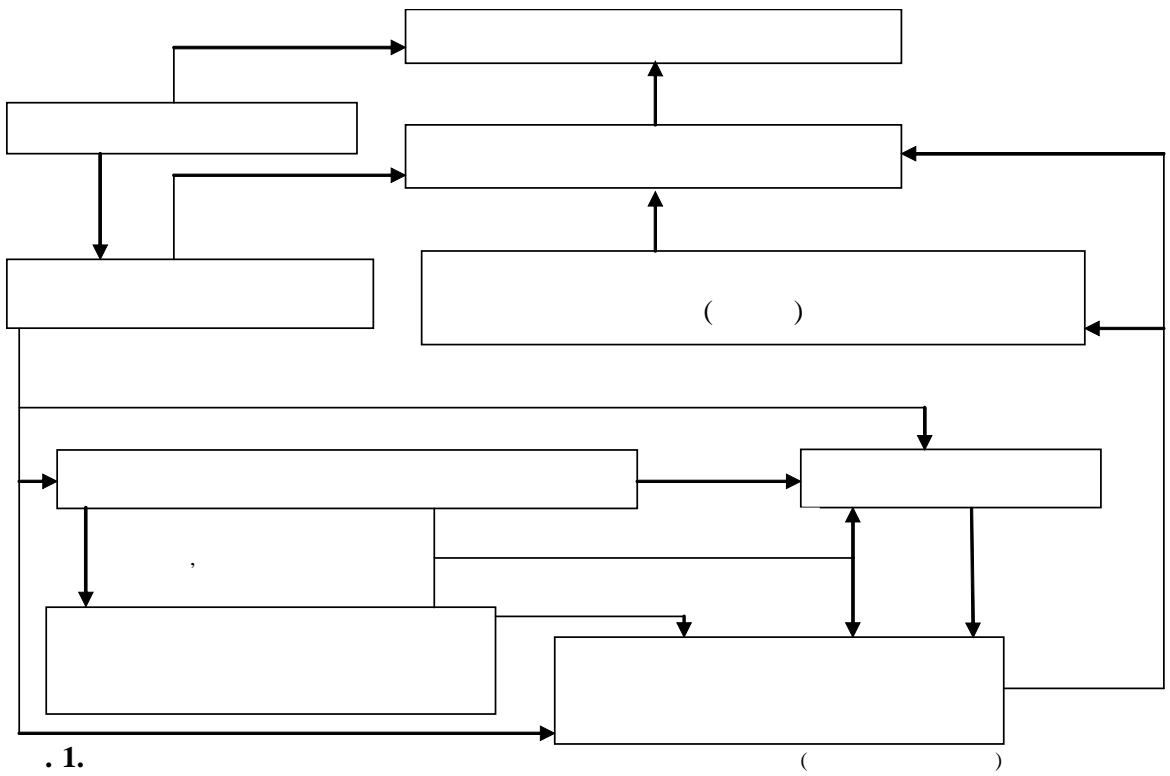 ( )
,
. 1. ( )